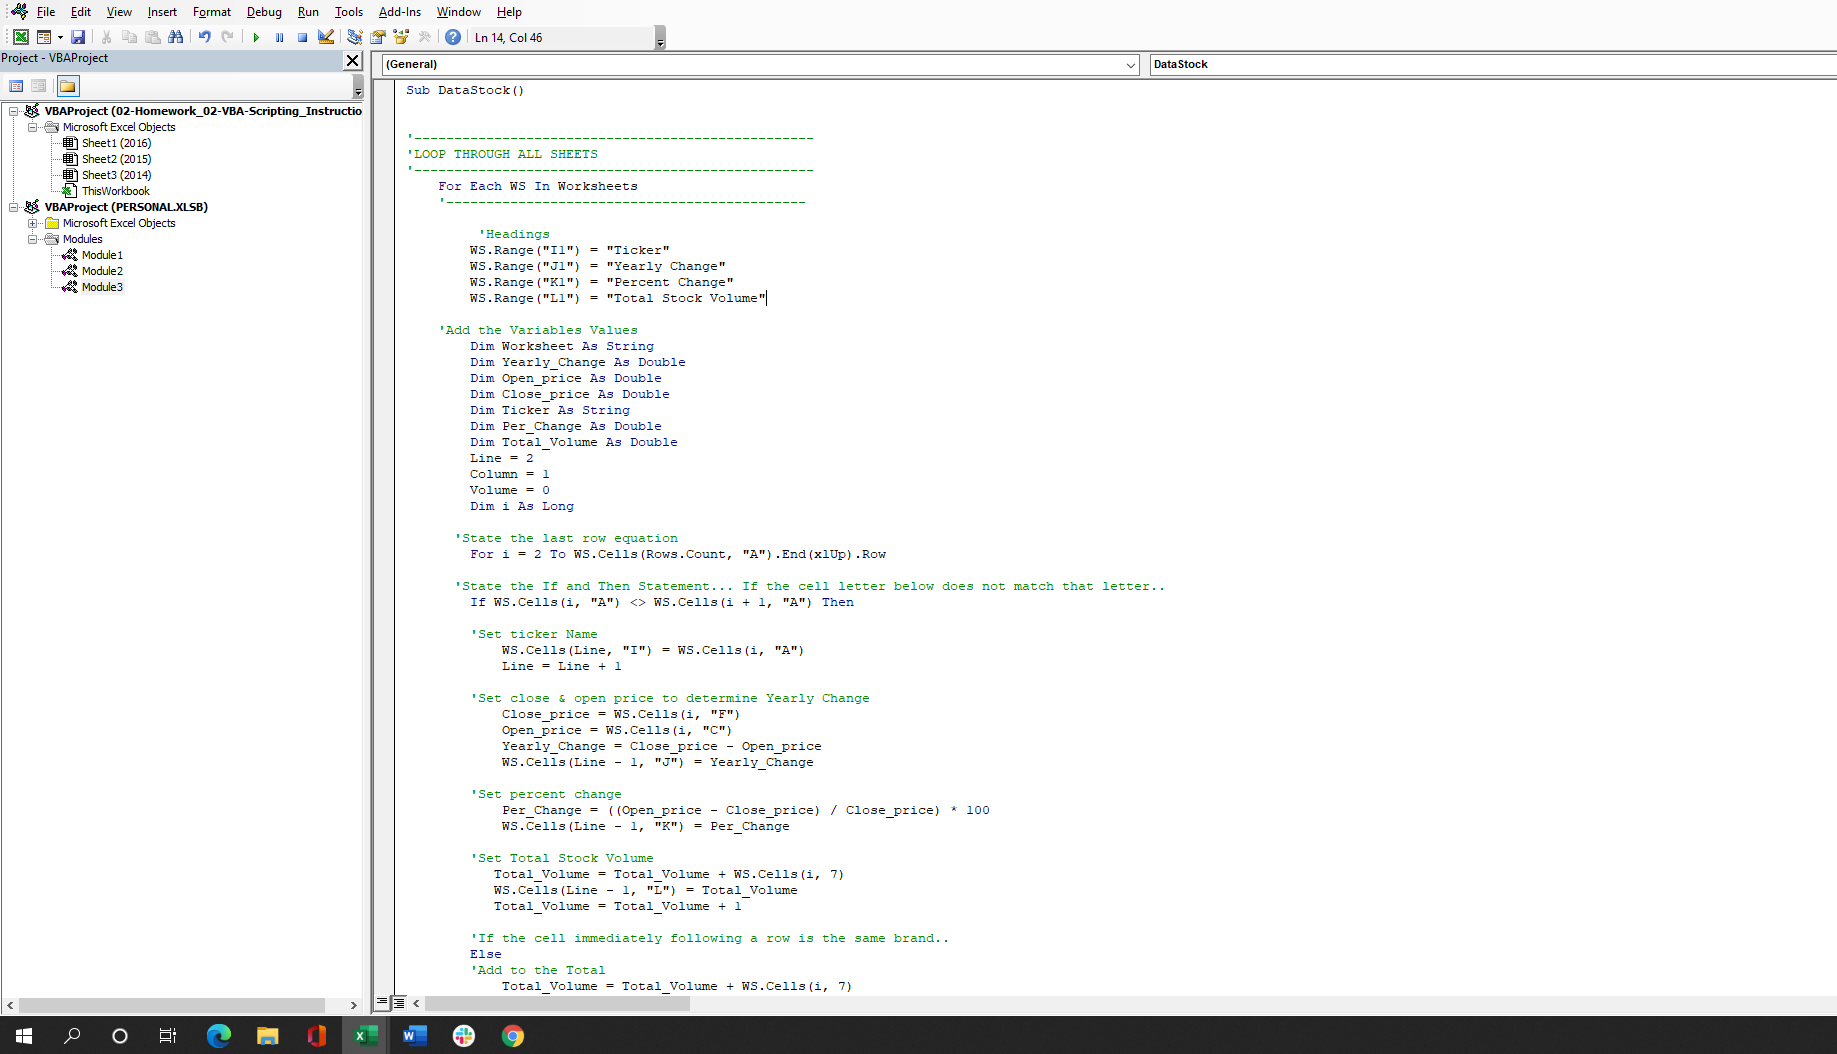 File Edit View Insert Format Debug Run Tools Add-Ins Window Help
Ln 14, Col 46
Project - VBAProject
(General)
DataStock
VBAProject (02-Homework_02-VBA-Scripting_Instructio
Microsoft Excel Objects
Sheet1 (2016)
Sheet2 (2015)
Sheet3 (2014)
ThisWorkbook
VBAProject (PERSONAL.XLSB)
Microsoft Excel Objects
Modules
Module1
Module2
Module3
Sub DataStock()
'--------------------------------------------------
'LOOP THROUGH ALL SHEETS
'--------------------------------------------------
For Each WS In Worksheets
'---------------------------------------------
'Headings
WS.Range("I1") = "Ticker"
WS.Range("J1") = "Yearly Change"
WS.Range("K1") = "Percent Change"
WS.Range("L1") = "Total Stock Volume"
'Add the Variables Values
Dim Worksheet As String
Dim Yearly_Change As Double
Dim Open_price As Double
Dim Close_price As Double
Dim Ticker As String
Dim Per_Change As Double
Dim Total_Volume As Double
Line = 2
Column = 1
Volume = 0
Dim i As Long
'State the last row equation
For i = 2 To WS.Cells(Rows.Count, "A").End(xlUp).Row
'State the If and Then Statement... If the cell letter below does not match that letter..
If WS.Cells(i, "A") <> WS.Cells(i + 1, "A") Then
'Set ticker Name
WS.Cells(Line, "I") = WS.Cells(i, "A")
Line = Line + 1
'Set close & open price to determine Yearly Change
Close_price = WS.Cells(i, "F")
Open_price = WS.Cells(i, "C")
Yearly_Change = Close_price - Open_price
WS.Cells(Line - 1, "J") = Yearly_Change
'Set percent change
Per_Change = ((Open_price - Close_price) / Close_price) * 100
WS.Cells(Line - 1, "K") = Per_Change
'Set Total Stock Volume
Total_Volume = Total_Volume + WS.Cells(i, 7)
WS.Cells(Line - 1, "L") = Total_Volume
Total_Volume = Total_Volume + 1
'If the cell immediately following a row is the same brand..
Else
'Add to the Total
Total_Volume = Total_Volume + WS.Cells(i, 7)